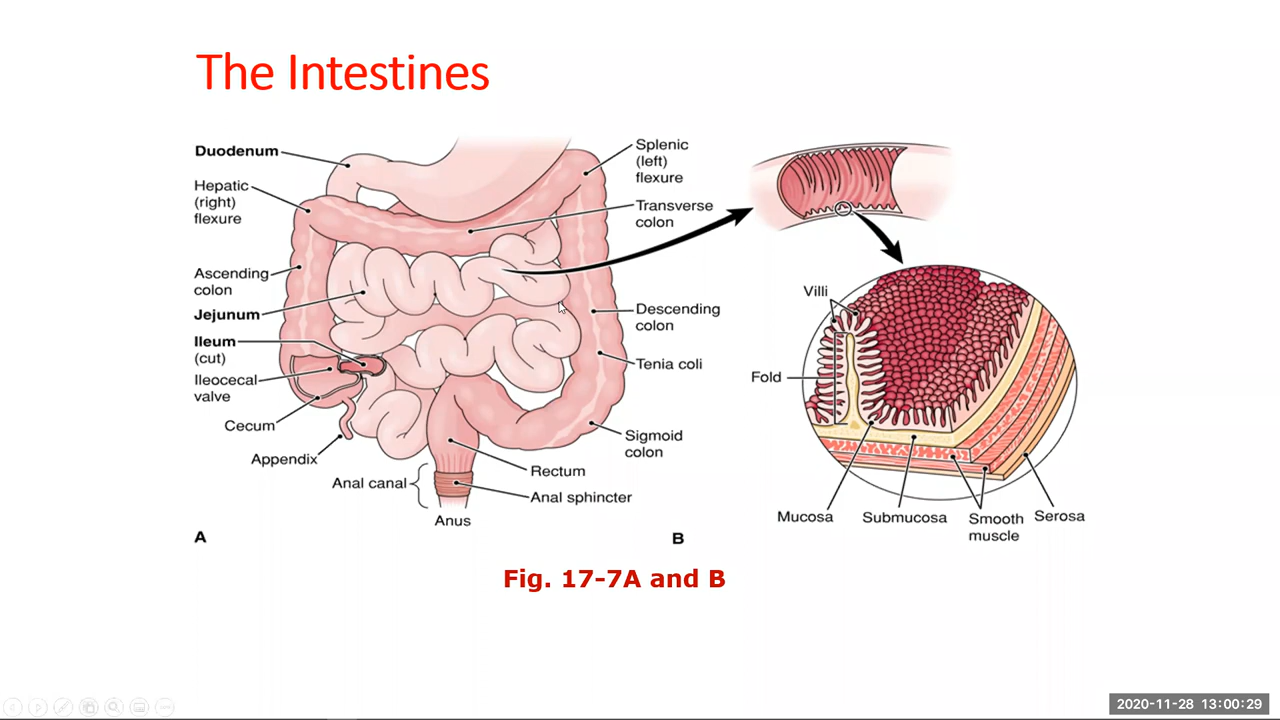 The Intestines
Duodenum
Hepatic
(right)
flexure
Ascending
colon
Jejunum
Ileum
(cut)
Ileocecal
valve
Cecum
Appendix
Anal canal
Anus
Splenic
(left)
flexure
Transverse
colon
Descending
colon
Tenia coli
Sigmoid
colon
Rectum
Anal sphincter
A
Villi
Fold
Mucosa
Submucosa
Smooth
muscle
Serosa
B
Fig. 17-7A and B
2020-11-28 13:00:29